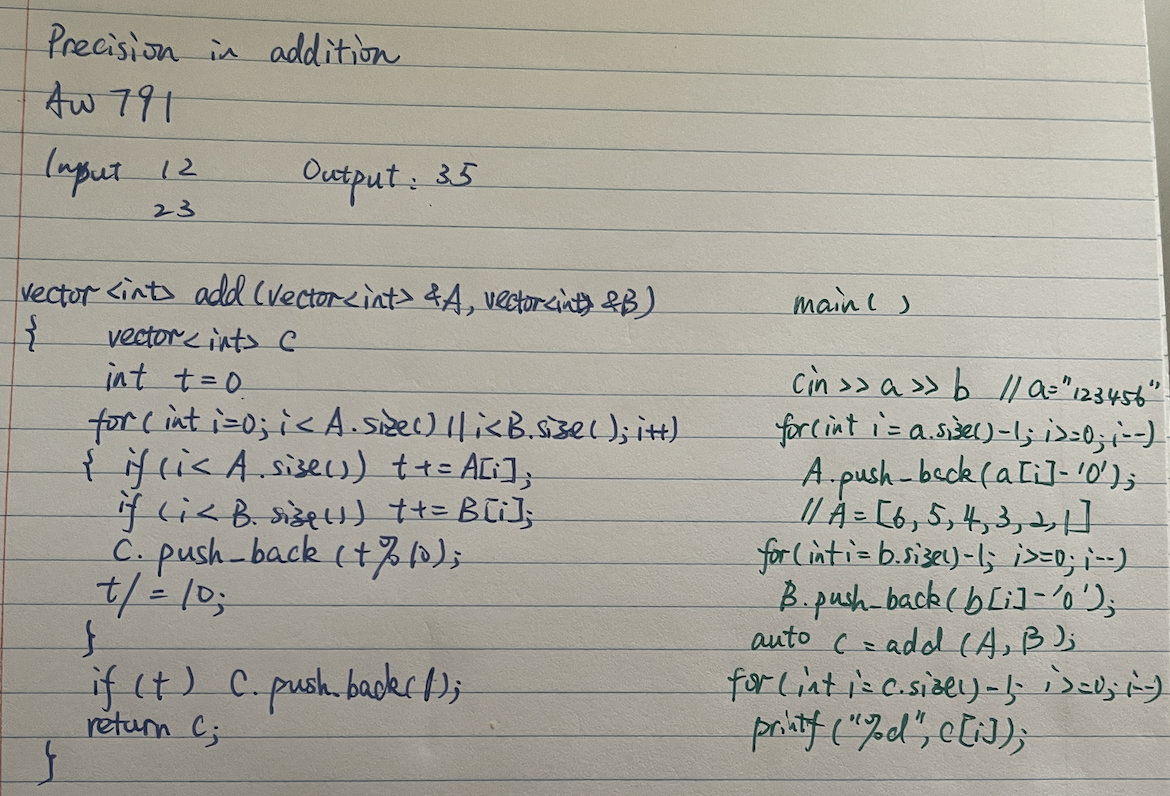 Precision in addition
AW 791
Input 12 Output: 35
23
vector<int> add(vector<int> &A, vector<int> &B)
{ vector<int> C
int t=0
for(int i=0; i<A.size() || i<B.size(); i++)
{ if (i<A.size()) t+=A[i];
if (i<B.size()) t+=B[i];
C.push_back(t%10);
t/=10;
}
if (t) C.push_back(1);
return C;
}
main()
cin >> a >> b //a="123456"
for(int i=a.size()-1; i>=0; i--)
A.push_back(a[i]-'0');
//A=[6,5,4,3,2,1]
for(int i=b.size()-1; i>=0; i--)
B.push_back(b[i]-'0');
auto c=add(A,B);
for(int i=c.size()-1; i>=0; i--)
printf("%d",c[i]);